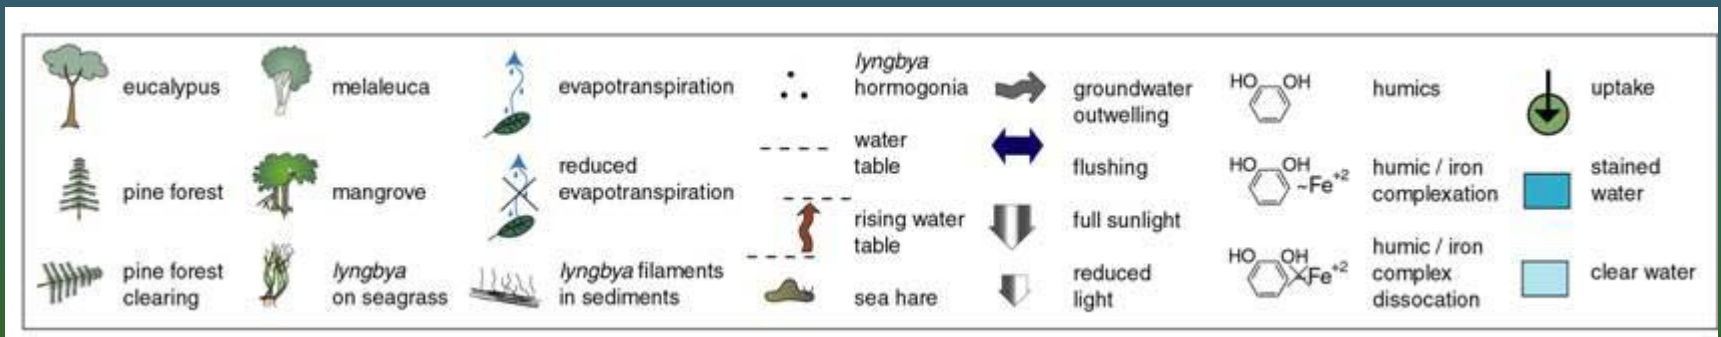 eucalypus
pine forest
pine forest
clearing
melaleuca
mangrove
lyngbya
on seagrass
evapotranspiration
reduced
evapotranspiration
lyngbya filaments
in sediments
lyngbya
hormogonia
water
table
rising water
table
sea hare
groundwater
outwelling
flushing
full sunlight
reduced
light
HO OH
HO OH
~Fe+2
HO OH
Fe+2
humics
humic / iron
complexation
humic / iron
complex
dissocation
uptake
stained
water
clear water